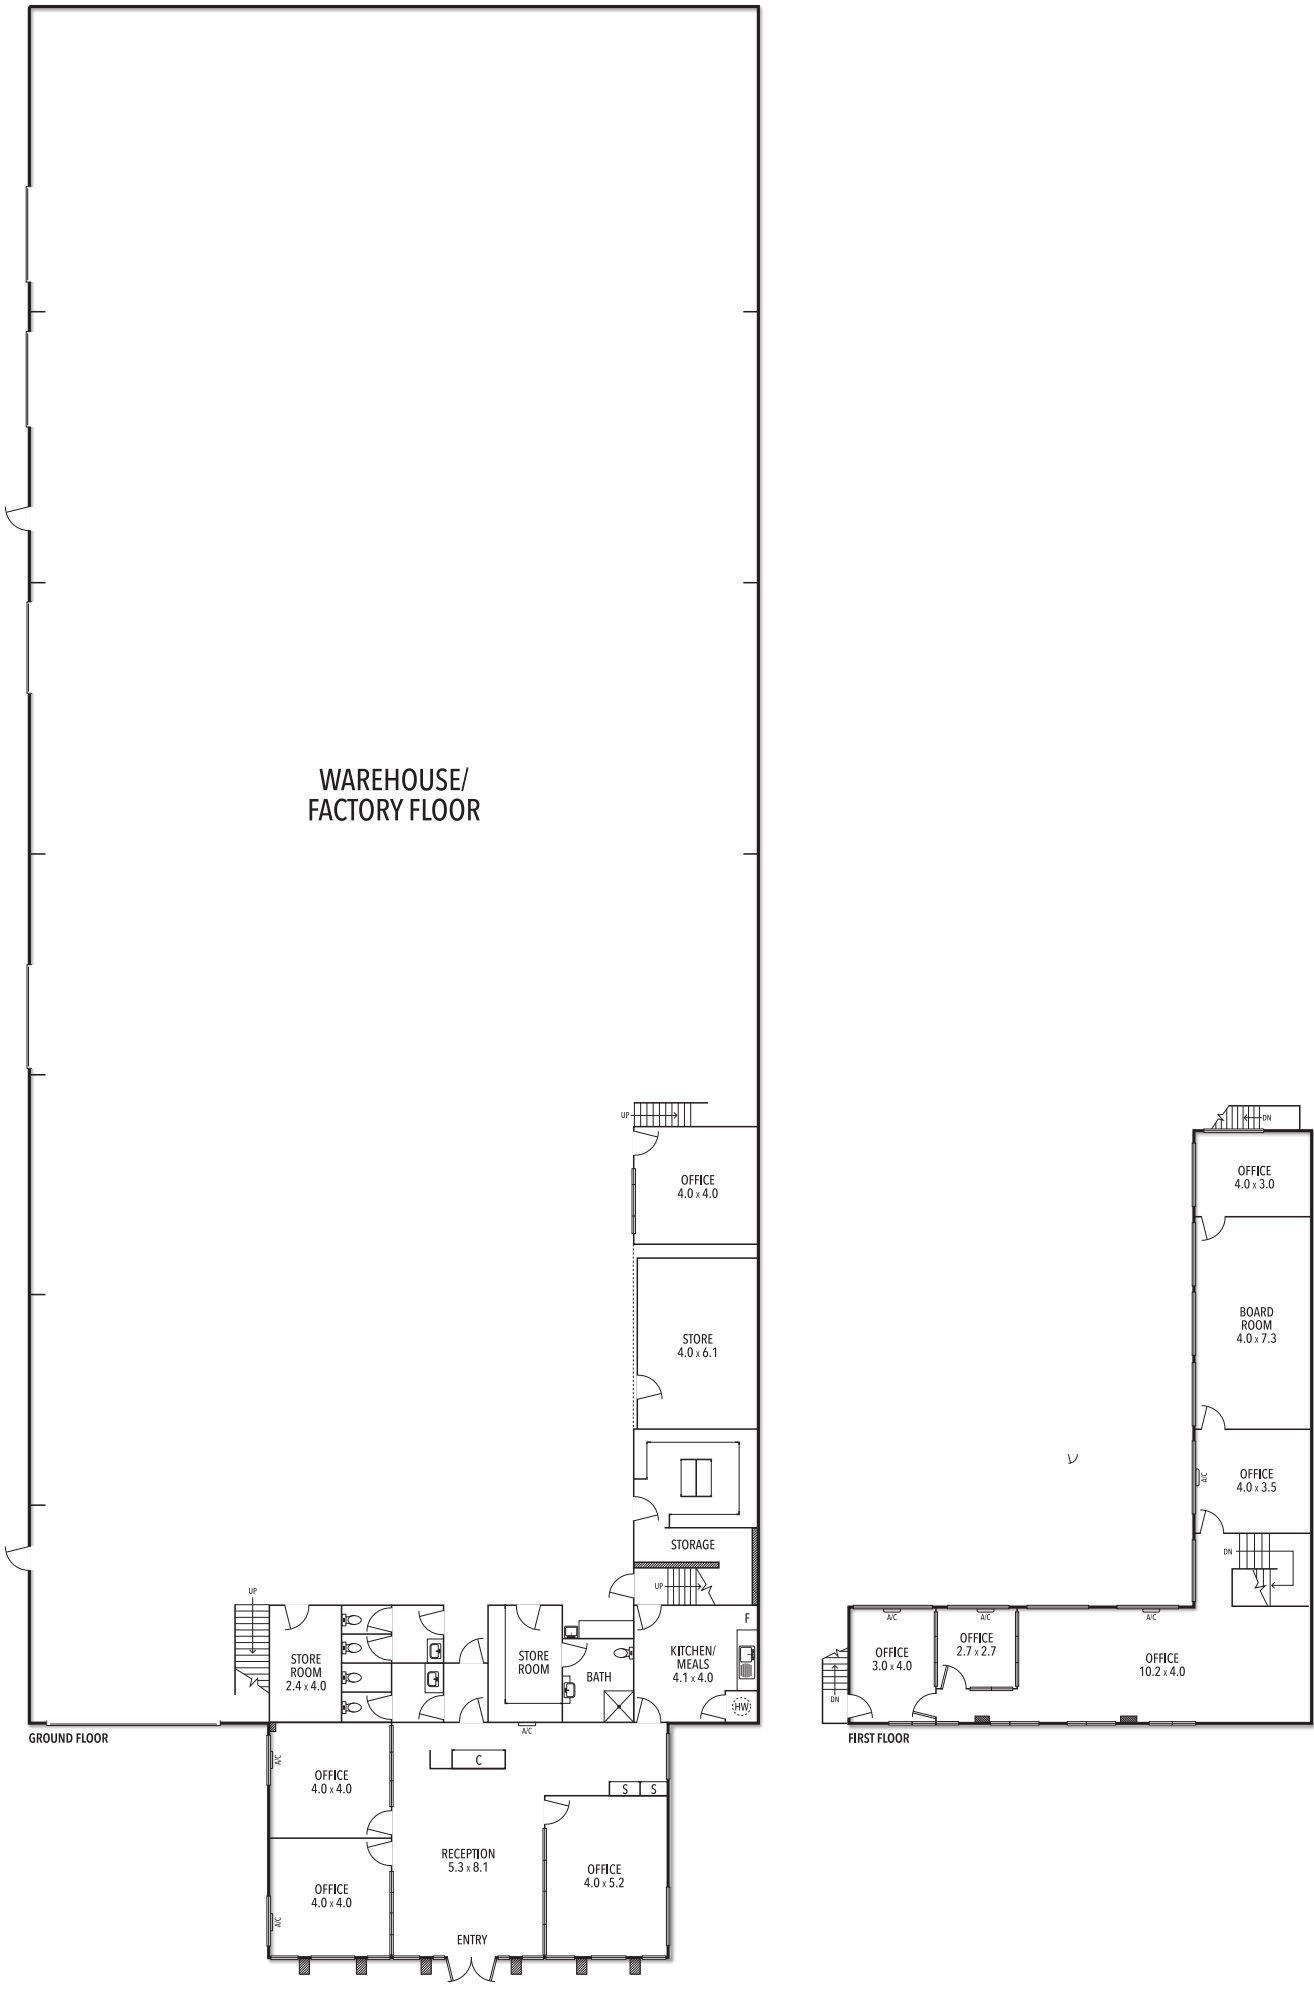 WAREHOUSE/
FACTORY FLOOR
UP
OFFICE
4.0 x 4.0
STORE
4.0 x 6.1
STORAGE
UP
UP
STORE
ROOM
2.4 x 4.0
STORE
ROOM
BATH
KITCHEN/
MEALS
4.1 x 4.0
F
HW
GROUND FLOOR
A/C
A/C
C
S
S
OFFICE
4.0 x 4.0
RECEPTION
5.3 x 8.1
OFFICE
4.0 x 5.2
OFFICE
4.0 x 4.0
A/C
ENTRY
DN
OFFICE
4.0 x 3.0
BOARD
ROOM
4.0 x 7.3
A/C
OFFICE
4.0 x 3.5
DN
A/C
A/C
A/C
OFFICE
3.0 x 4.0
OFFICE
2.7 x 2.7
OFFICE
10.2 x 4.0
DN
FIRST FLOOR